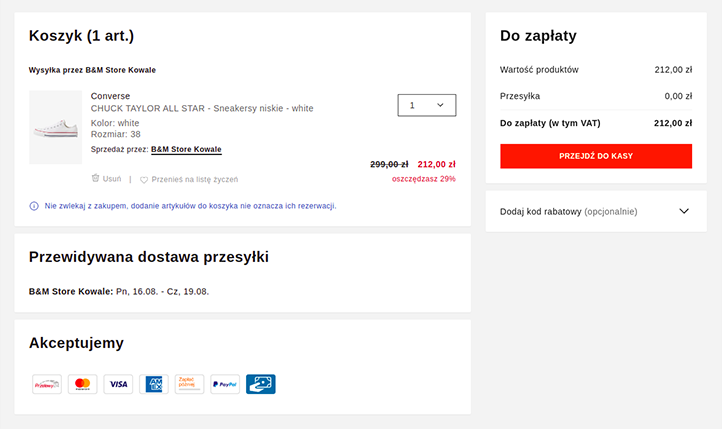 Koszyk (1 art.)
Wysyłka przez B&M Store Kowale
Converse
CHUCK TAYLOR ALL STAR - Sneakersy niskie - white
Kolor: white
Rozmiar: 38
Sprzedaż przez: B&M Store Kowale
1
299,00 zł 212,00 zł
oszczędzasz 29%
Usuń | Przenieś na listę życzeń
Nie zwlekaj z zakupem, dodanie artykułów do koszyka nie oznacza ich rezerwacji.
Przewidywana dostawa przesyłki
B&M Store Kowale: Pn, 16.08. - Cz, 19.08.
Akceptujemy
Przelewy24
VISA
AM
EX
Zapłać
później
PayPal
Do zapłaty
Wartość produktów 212,00 zł
Przesyłka 0,00 zł
Do zapłaty (w tym VAT) 212,00 zł
PRZEJDŹ DO KASY
Dodaj kod rabatowy (opcjonalnie)